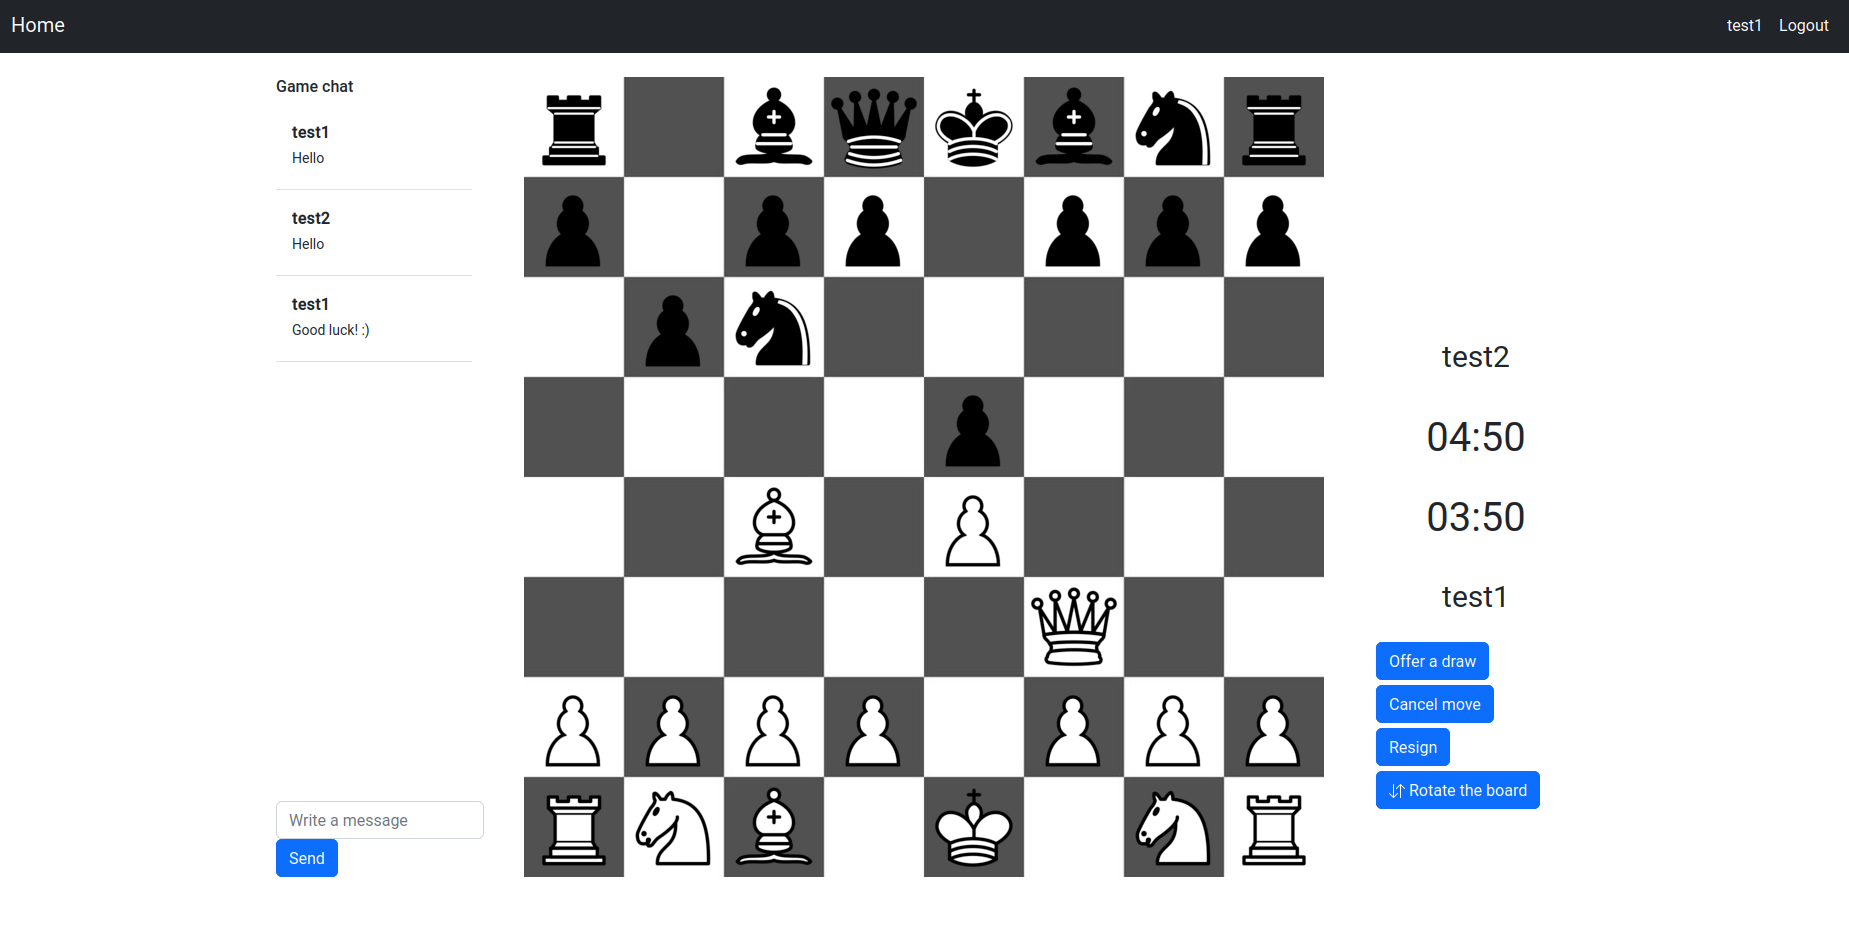 Home
test1 Logout
Game chat
test1
Hello
test2
Hello
test1
Good luck! :)
Write a message
Send
test2
04:50
03:50
test1
Offer a draw
Cancel move
Resign
Rotate the board